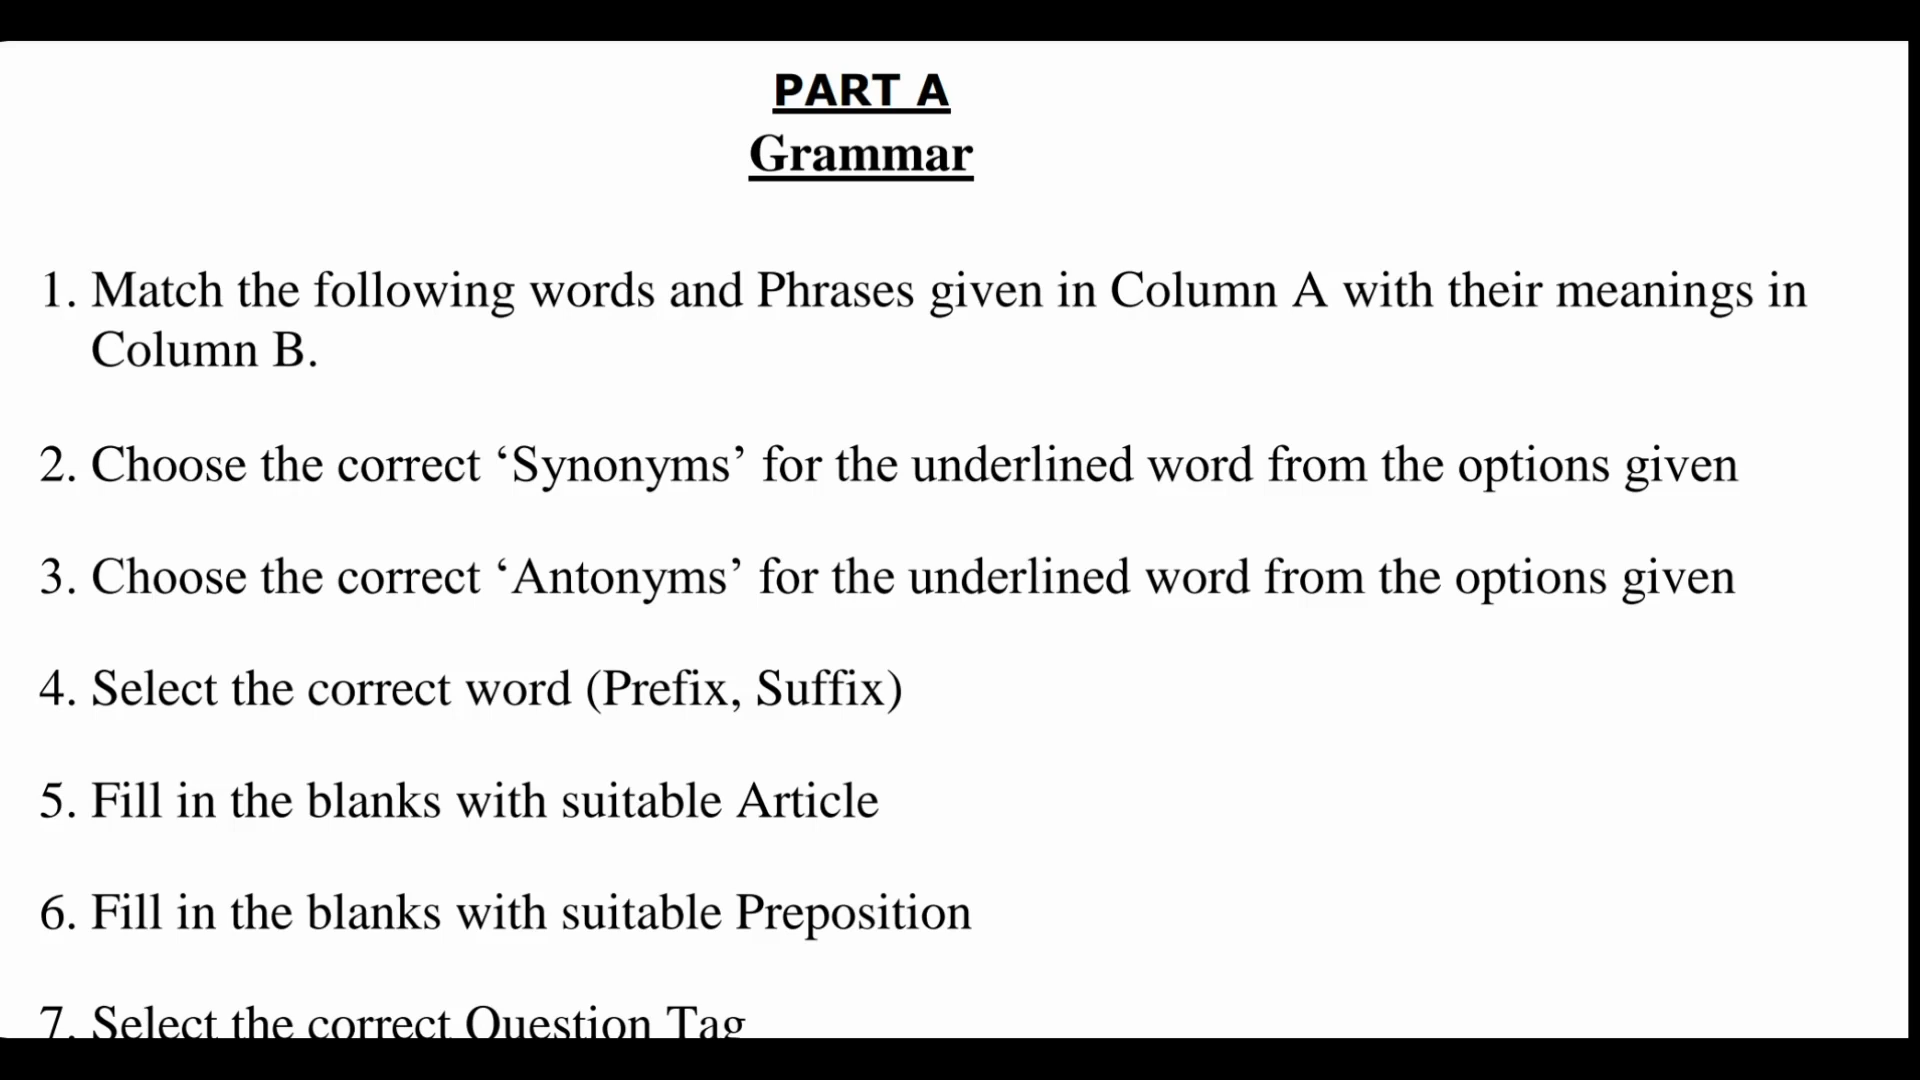 PART A
Grammar
1. Match the following words and Phrases given in Column A with their meanings in
Column B.
2. Choose the correct ‘Synonyms’ for the underlined word from the options given
3. Choose the correct ‘Antonyms’ for the underlined word from the options given
4. Select the correct word (Prefix, Suffix)
5. Fill in the blanks with suitable Article
6. Fill in the blanks with suitable Preposition
7. Select the correct Question Tag